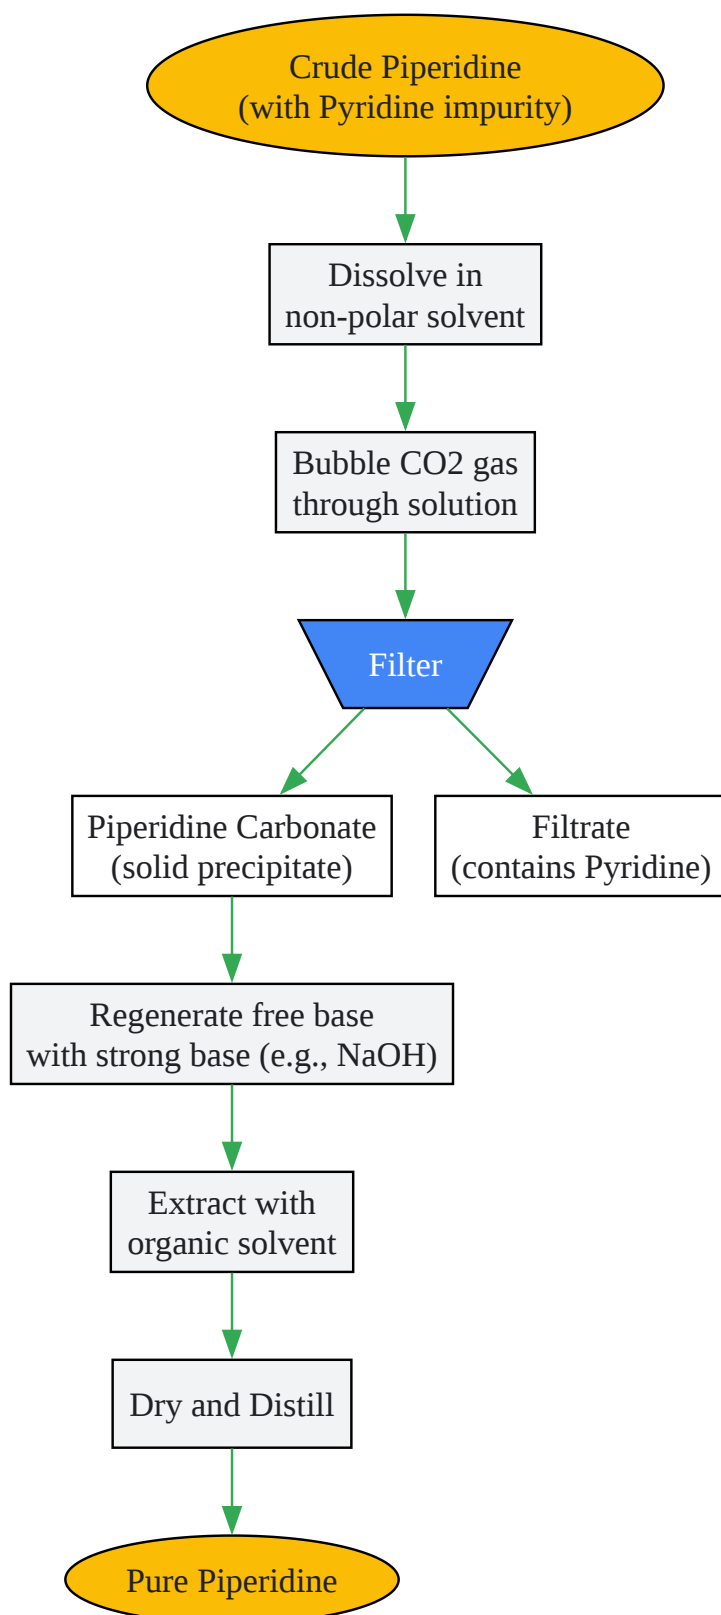 Crude Piperidine
(with Pyridine impurity)
Dissolve in
non-polar solvent
Bubble CO2 gas
through solution
Filter
Piperidine Carbonate
(solid precipitate)
Filtrate
(contains Pyridine)
Regenerate free base
with strong base (e.g., NaOH)
Extract with
organic solvent
Dry and Distill
Pure Piperidine